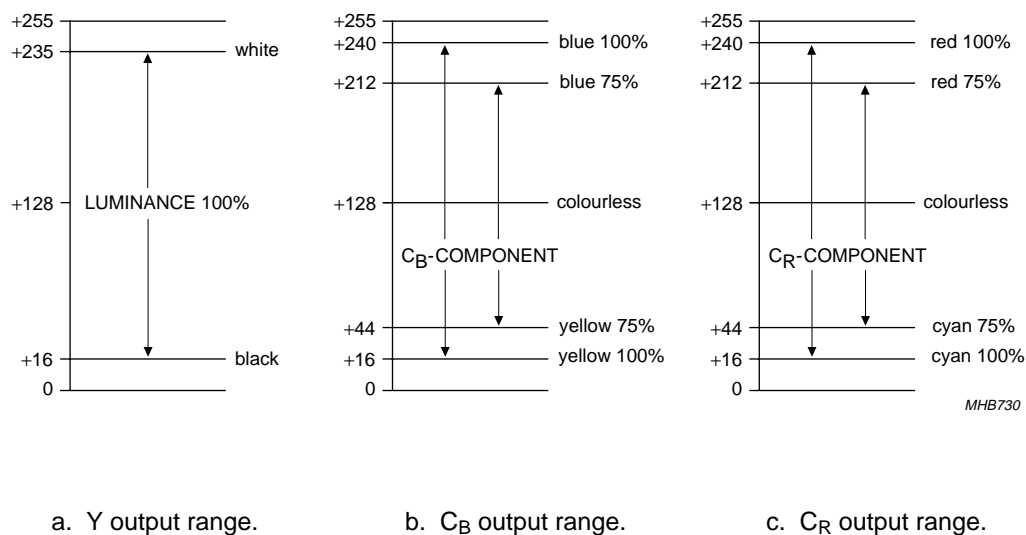 +255
+235 white
+128 LUMINANCE 100%
+16 black
0
a. Y output range.
+255
+240 blue 100%
+212 blue 75%
+128 colourless
CB-COMPONENT
+44 yellow 75%
+16 yellow 100%
0
b. CB output range.
+255
+240 red 100%
+212 red 75%
+128 colourless
CR-COMPONENT
+44 cyan 75%
+16 cyan 100%
0
MHB730
c. CR output range.